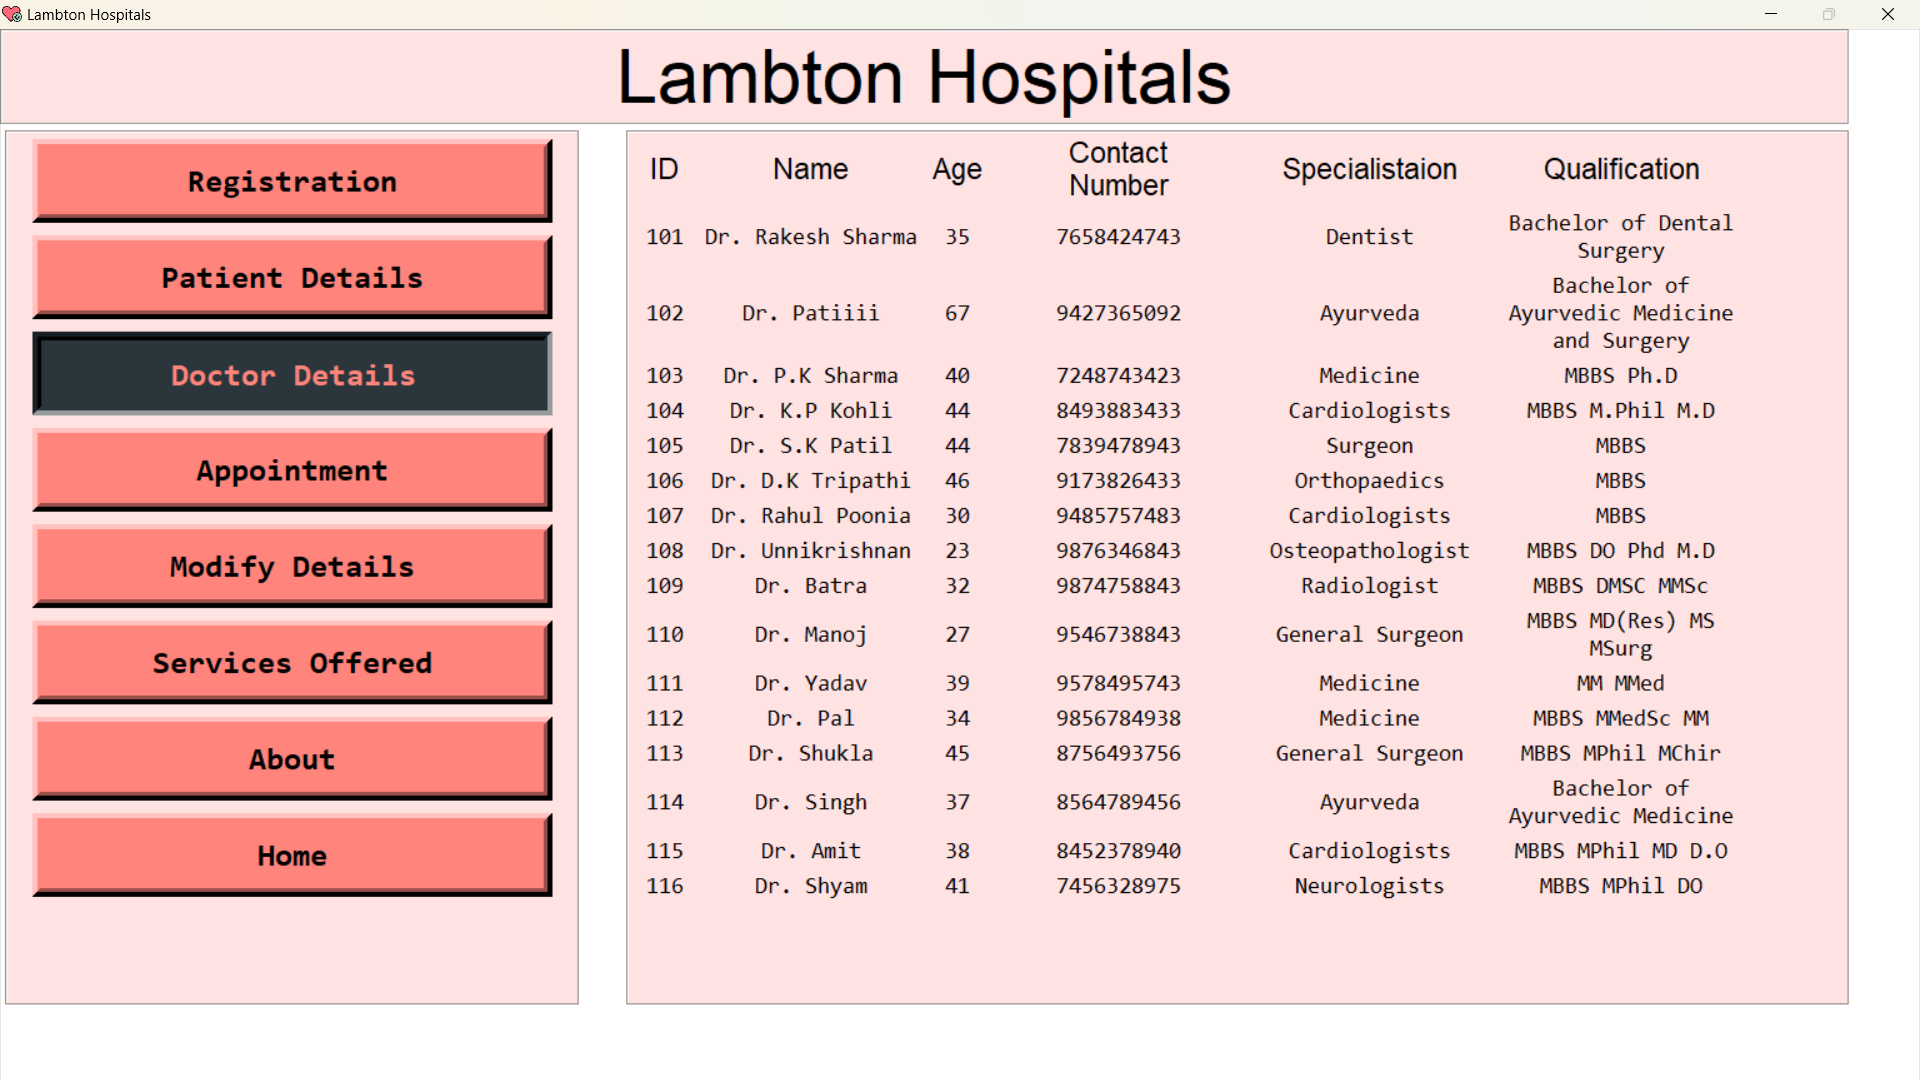 Lambton Hospitals
Lambton Hospitals
Registration
Patient Details
Doctor Details
Appointment
Modify Details
Services Offered
About
Home
ID Name Age Contact Number Specialistaion Qualification
101 Dr. Rakesh Sharma 35 7658424743 Dentist Bachelor of Dental Surgery
102 Dr. Patiiii 67 9427365092 Ayurveda Bachelor of Ayurvedic Medicine and Surgery
103 Dr. P.K Sharma 40 7248743423 Medicine MBBS Ph.D
104 Dr. K.P Kohli 44 8493883433 Cardiologists MBBS M.Phil M.D
105 Dr. S.K Patil 44 7839478943 Surgeon MBBS
106 Dr. D.K Tripathi 46 9173826433 Orthopaedics MBBS
107 Dr. Rahul Poonia 30 9485757483 Cardiologists MBBS
108 Dr. Unnikrishnan 23 9876346843 Osteopathologist MBBS DO Phd M.D
109 Dr. Batra 32 9874758843 Radiologist MBBS DMSC MMSc
110 Dr. Manoj 27 9546738843 General Surgeon MBBS MD(Res) MS MSurg
111 Dr. Yadav 39 9578495743 Medicine MM MMed
112 Dr. Pal 34 9856784938 Medicine MBBS MMedSc MM
113 Dr. Shukla 45 8756493756 General Surgeon MBBS MPhil MChir
114 Dr. Singh 37 8564789456 Ayurveda Bachelor of Ayurvedic Medicine
115 Dr. Amit 38 8452378940 Cardiologists MBBS MPhil MD D.O
116 Dr. Shyam 41 7456328975 Neurologists MBBS MPhil DO